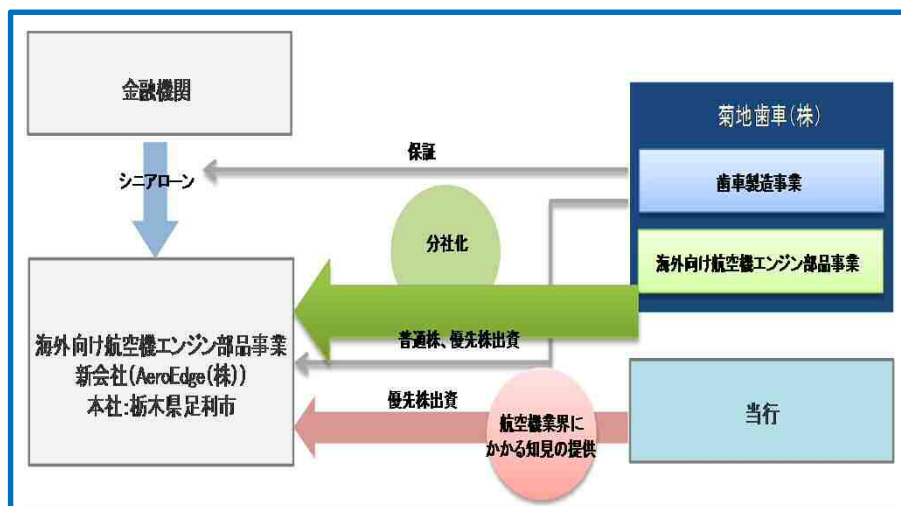 金融機関
シニアローン
保証
菊地歯車(株)
歯車製造事業
海外向け航空機エンジン部品事業
分社化
普通株、優先株出資
海外向け航空機エンジン部品事業
新会社(AeroEdge(株))
本社:栃木県足利市
優先株出資
航空機業界に
かかる知見の提供
当行